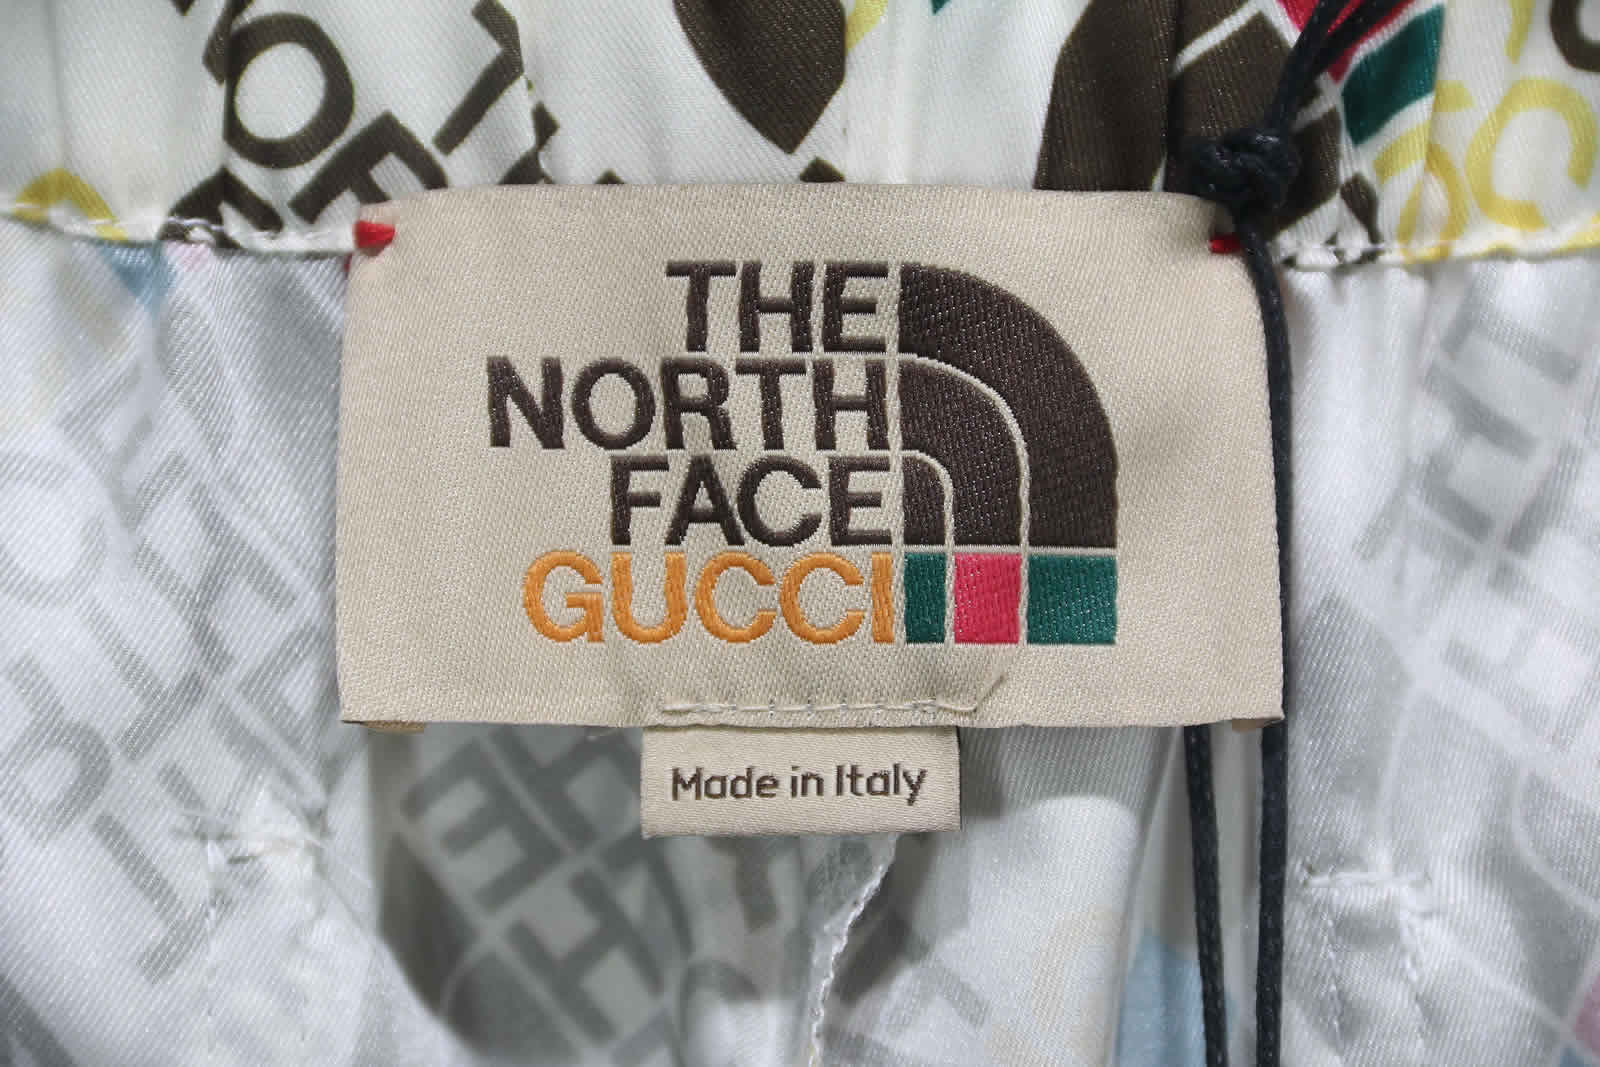 THE
NORTH
FACE
GUCCI
Made in Italy